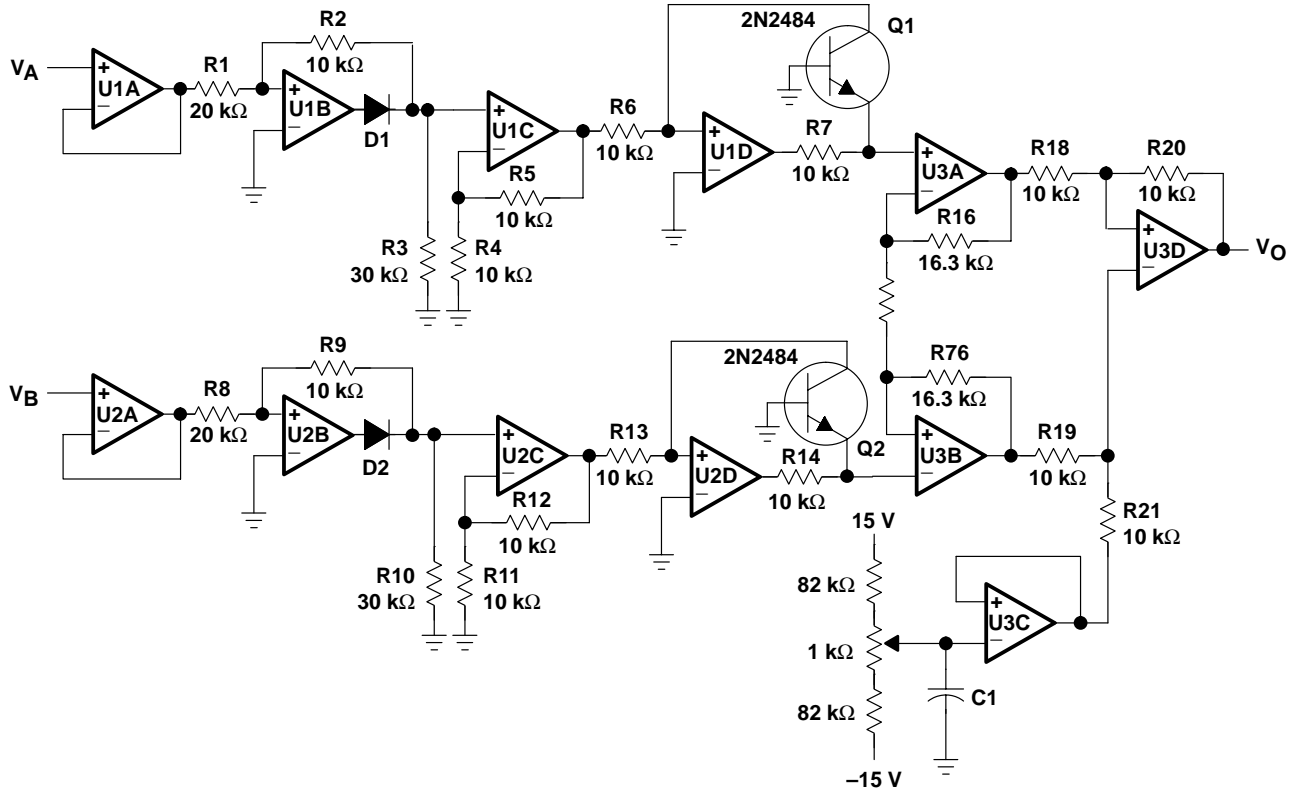 2N2484
Q1
R2
10 kΩ
VA
+
–
U1A
R1
20 kΩ
+
–
U1B
D1
+
–
U1C
R6
10 kΩ
+
–
U1D
R7
10 kΩ
R5
10 kΩ
R3
30 kΩ
R4
10 kΩ
+
–
U3A
R18
10 kΩ
R20
10 kΩ
R16
16.3 kΩ
+
–
U3D
VO
R9
10 kΩ
2N2484
Q2
R76
16.3 kΩ
VB
+
–
U2A
R8
20 kΩ
+
–
U2B
D2
+
–
U2C
R13
10 kΩ
+
–
U2D
R14
10 kΩ
+
–
U3B
R19
10 kΩ
R12
10 kΩ
R10
30 kΩ
R11
10 kΩ
R21
10 kΩ
15 V
82 kΩ
1 kΩ
82 kΩ
–15 V
+
–
U3C
C1